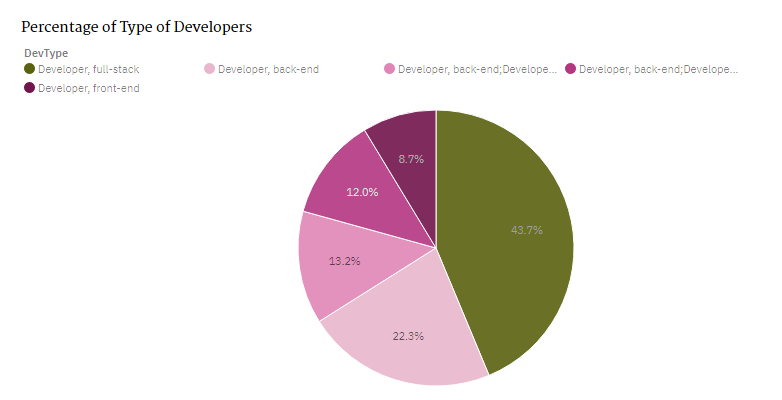 Percentage of Type of Developers
DevType
Developer, full-stack
Developer, back-end
Developer, back-end;Develope...
Developer, back-end;Develope...
Developer, front-end
8.7%
12.0%
43.7%
13.2%
22.3%